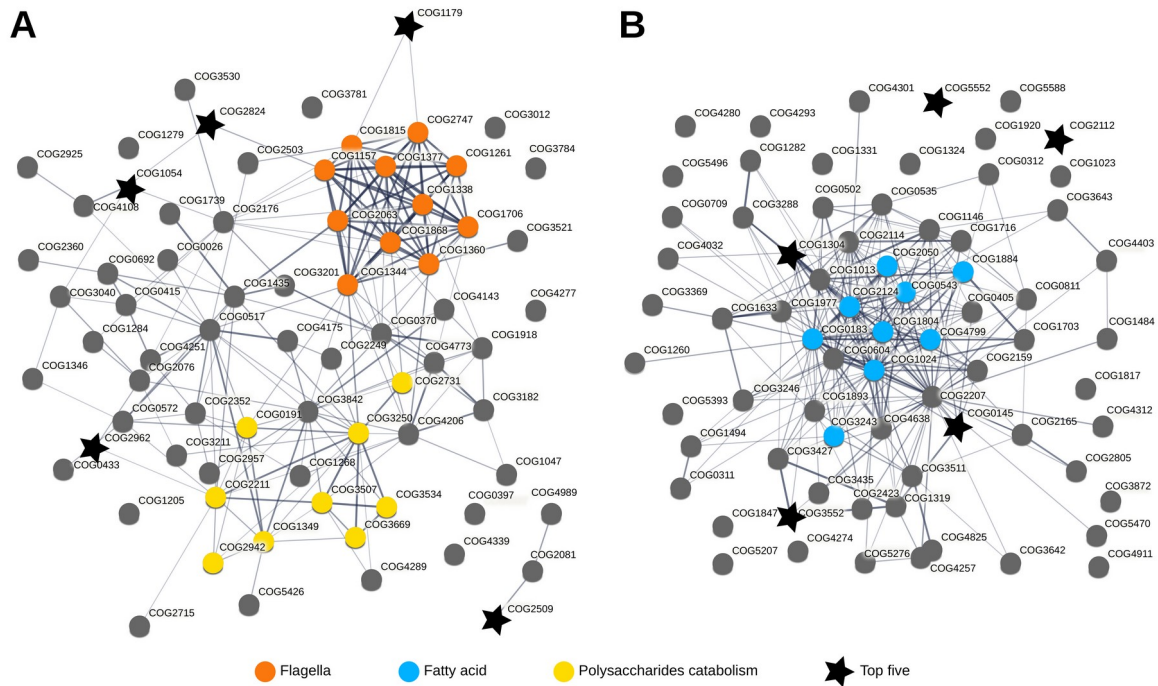 A
B
COG1179
COG3530
COG3781
COG2824
COG1815
COG2747
COG3012
COG1279
COG2503
COG1157
COG1377
COG1261
COG3784
COG2925
COG1054
COG1338
COG4108
COG1739
COG2176
COG2063
COG1706
COG3521
COG1868
COG2360
COG0692
COG0026
COG1360
COG3201
COG1344
COG3040
COG0415
COG1435
COG4143
COG4277
COG0517
COG0370
COG1284
COG4175
COG1918
COG4251
COG2249
COG4773
COG1346
COG2076
COG2731
COG0572
COG2352
COG0191
COG3842
COG3250
COG4206
COG3182
COG2962
COG3211
COG0433
COG2957
COG1268
COG1047
COG2211
COG3507
COG3534
COG1205
COG0397
COG4989
COG1349
COG3669
COG2942
COG4339
COG2081
COG4289
COG5426
COG2715
COG2509
COG4301
COG5552
COG5588
COG4280
COG4293
COG1920
COG2112
COG1282
COG1331
COG1324
COG0312
COG5496
COG1023
COG0502
COG0535
COG3643
COG0709
COG3288
COG1146
COG1716
COG1304
COG2114
COG4032
COG2050
COG4403
COG1013
COG1884
COG2124
COG0543
COG3369
COG1633
COG1977
COG0405
COG0811
COG0183
COG1804
COG4799
COG1703
COG1484
COG1260
COG0604
COG1024
COG2159
COG3246
COG2207
COG1817
COG5393
COG1893
COG0145
COG4312
COG3243
COG4638
COG2165
COG1494
COG3427
COG2805
COG0311
COG3435
COG3511
COG2423
COG1319
COG3872
COG1847
COG3552
COG5470
COG5207
COG4274
COG4825
COG5276
COG4257
COG3642
COG4911
Flagella
Fatty acid
Polysaccharides catabolism
Top five